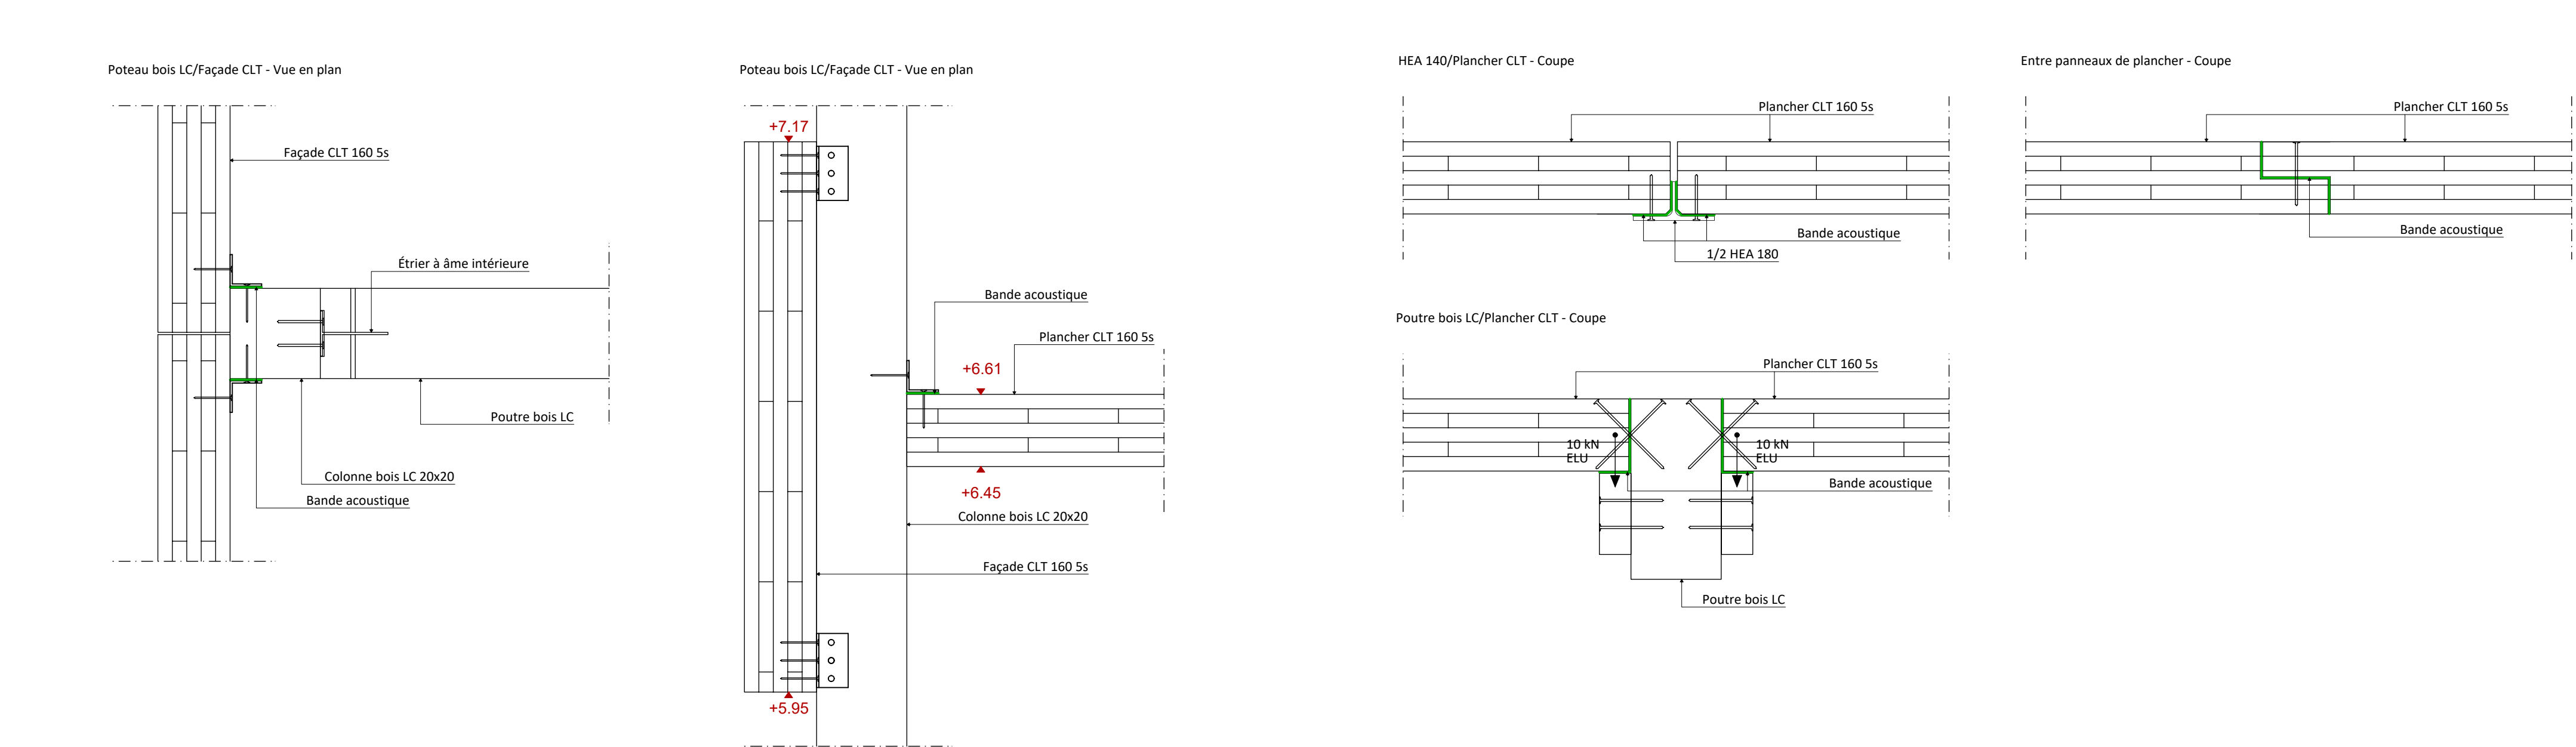 Poteau bois LC/Façade CLT - Vue en plan
Façade CLT 160 5s
Étrier à âme intérieure
Poutre bois LC
Colonne bois LC 20x20
Bande acoustique
Poteau bois LC/Façade CLT - Vue en plan
+7.17
Bande acoustique
Plancher CLT 160 5s
+6.61
+6.45
Colonne bois LC 20x20
Façade CLT 160 5s
+5.95
HEA 140/Plancher CLT - Coupe
Plancher CLT 160 5s
Bande acoustique
1/2 HEA 180
Entre panneaux de plancher - Coupe
Plancher CLT 160 5s
Bande acoustique
Poutre bois LC/Plancher CLT - Coupe
Plancher CLT 160 5s
10 kN
ELU
10 kN
ELU
Bande acoustique
Poutre bois LC